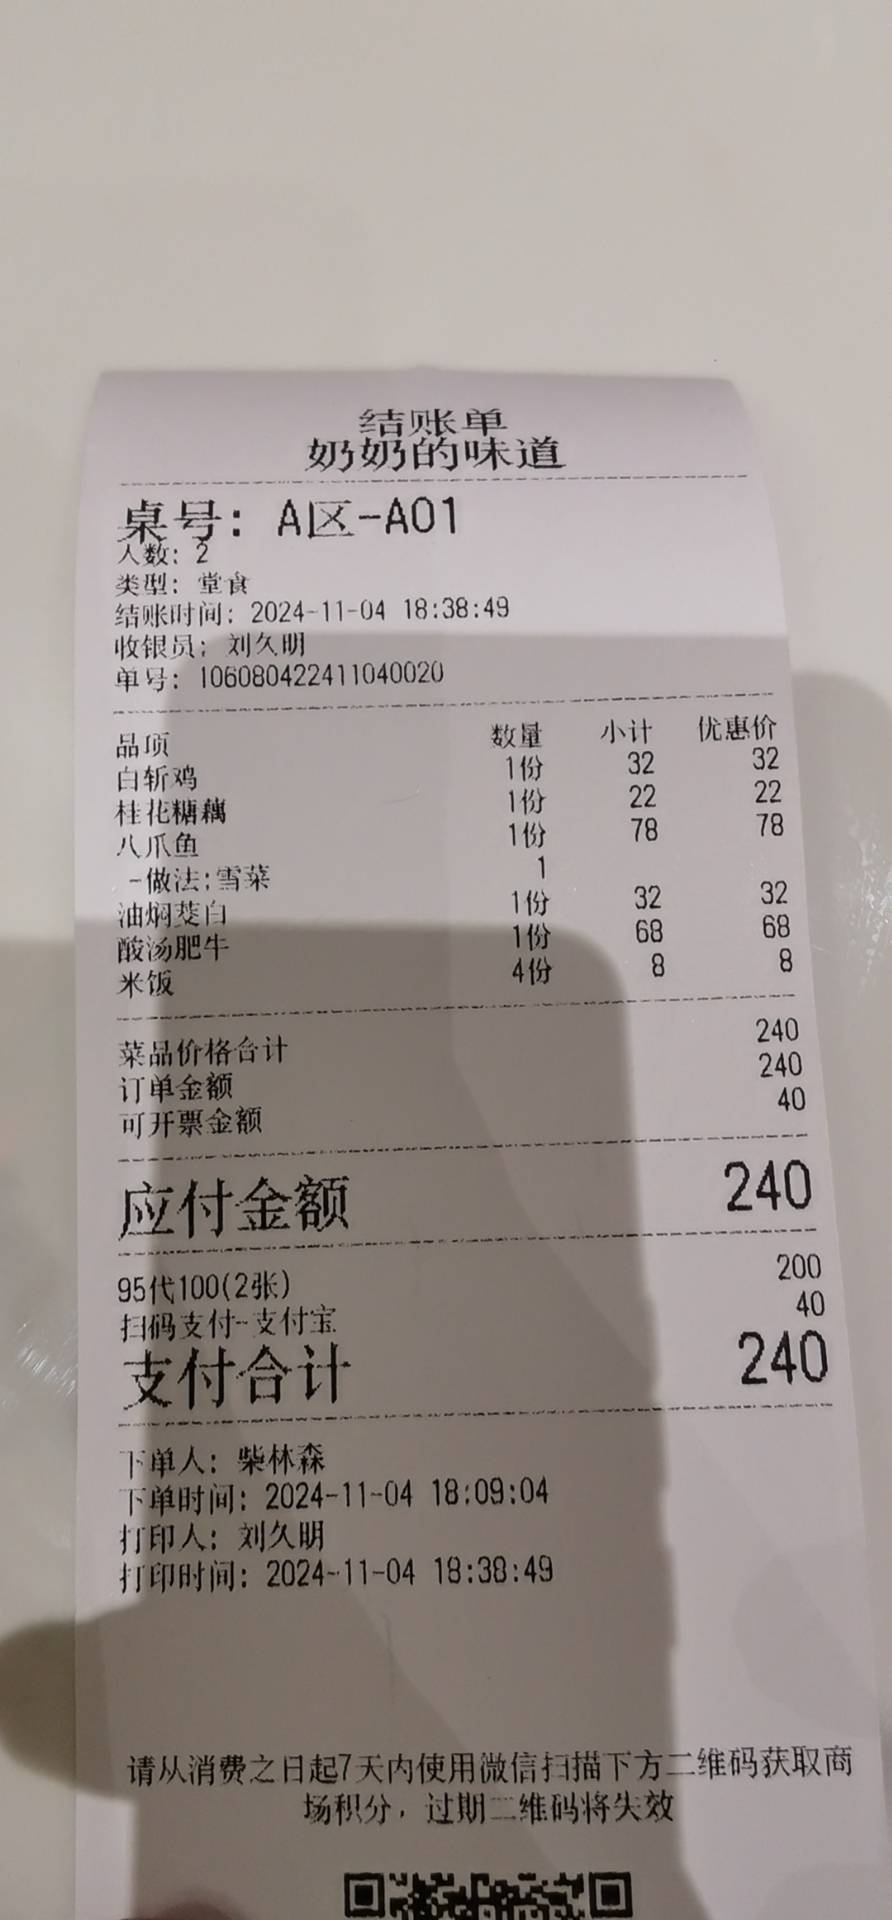 结账单
奶奶的味道
桌号: A区-A01
人数: 2
类型: 堂食
结账时间: 2024-11-04 18:38:49
收银员: 刘久明
单号: 106080422411040020
品项 数量 小计 优惠价
白斩鸡 1份 32 32
桂花糖藕 1份 22 22
八爪鱼 1份 78 78
-做法:雪菜 1
油焖茭白 1份 32 32
酸汤肥牛 1份 68 68
米饭 4份 8 8
菜品价格合计 240
订单金额 240
可开票金额 40
应付金额 240
95代100(2张) 200
扫码支付-支付宝 40
支付合计 240
下单人: 柴林森
下单时间: 2024-11-04 18:09:04
打印人: 刘久明
打印时间: 2024-11-04 18:38:49
请从消费之日起7天内使用微信扫描下方二维码获取商
场积分，过期二维码将失效